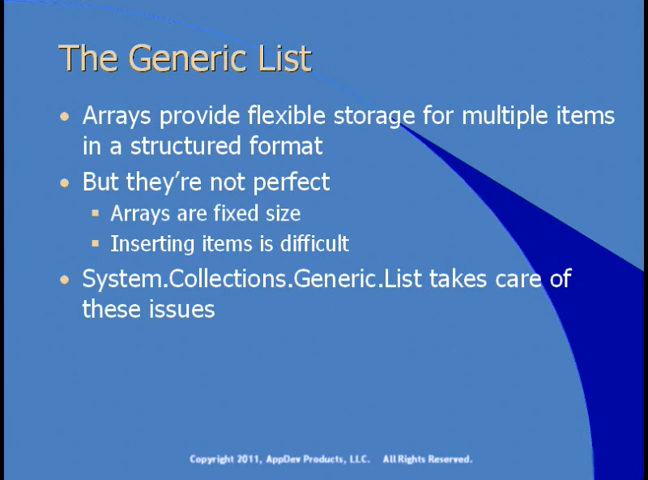 The Generic List
• Arrays provide flexible storage for multiple items
in a structured format
• But they're not perfect
▪ Arrays are fixed size
▪ Inserting items is difficult
• System.Collections.Generic.List takes care of
these issues
Copyright 2011, AppDev Products, LLC. All Rights Reserved.